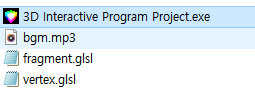 3D Interactive Program Project.exe
bgm.mp3
fragment.glsl
vertex.glsl